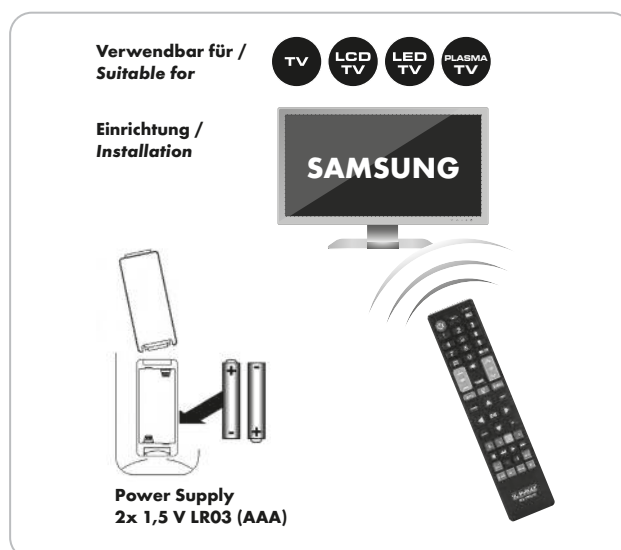 Verwendbar für /
Suitable for
TV
LCD
TV
LED
TV
PLASMA
TV
Einrichtung /
Installation
SAMSUNG
+
-
-
+
Power Supply
2x 1,5 V LR03 (AAA)